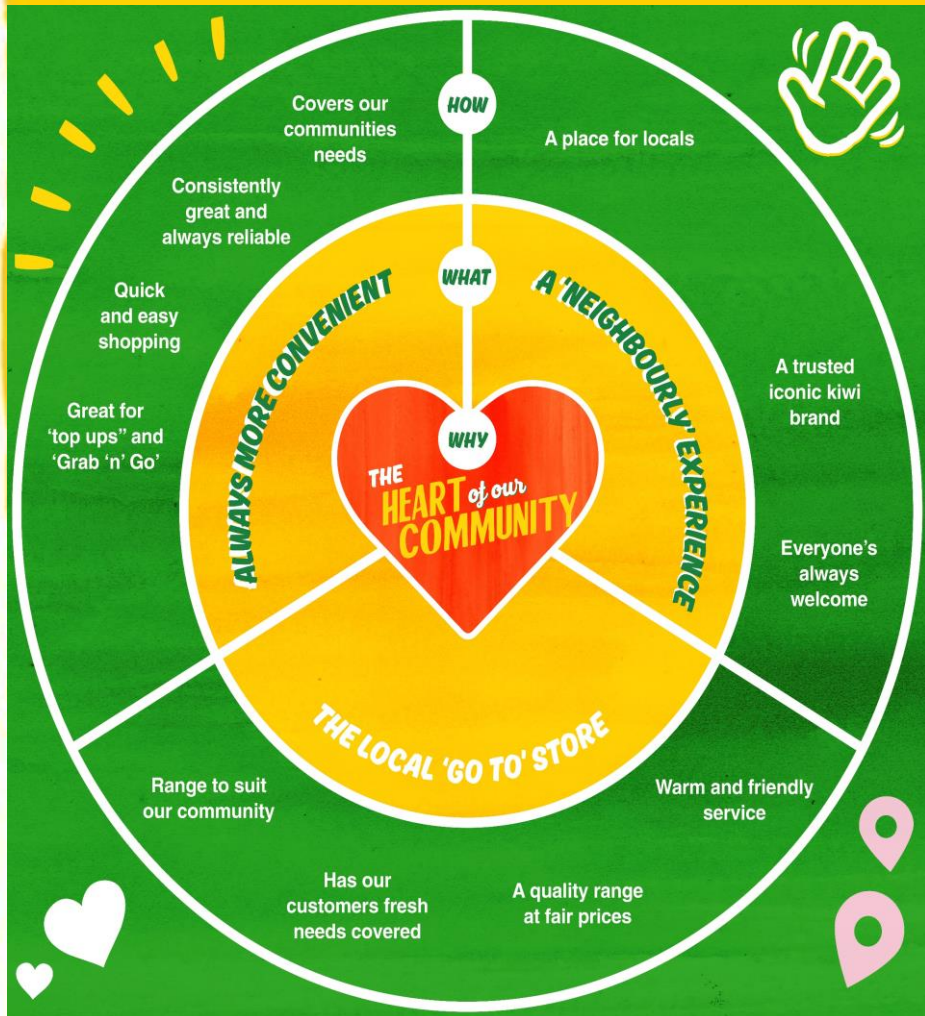 HOW
Covers our
communities
needs
A place for locals
Consistently
great and
always reliable
WHAT
ALWAYS MORE CONVENIENT
A 'NEIGHBOURLY' EXPERIENCE
Quick
and easy
shopping
A trusted
iconic kiwi
brand
Great for
‘top ups” and
‘Grab ‘n’ Go’
WHY
THE
HEART of our
COMMUNITY
Everyone’s
always
welcome
THE LOCAL 'GO TO' STORE
Range to suit
our community
Warm and friendly
service
Has our
customers fresh
needs covered
A quality range
at fair prices